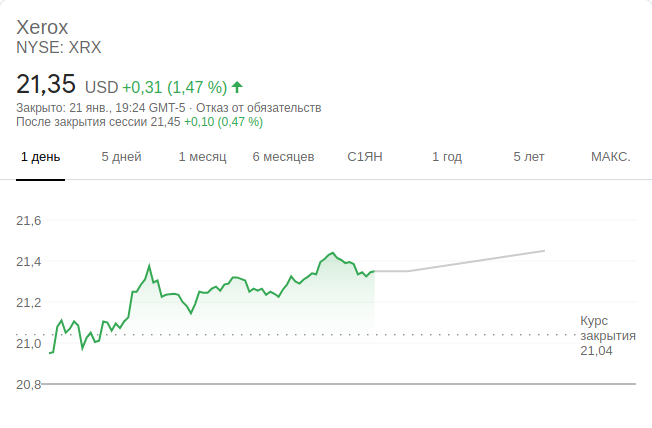 Xerox
NYSE: XRX
21,35 USD +0,31 (1,47 %)
Закрыто: 21 янв., 19:24 GMT-5 · Отказ от обязательств
После закрытия сессии 21,45 +0,10 (0,47 %)
1 день 5 дней 1 месяц 6 месяцев С1ЯН 1 год 5 лет МАКС.
21,6
21,4
21,2
21,0
20,8
Курс
закрытия
21,04